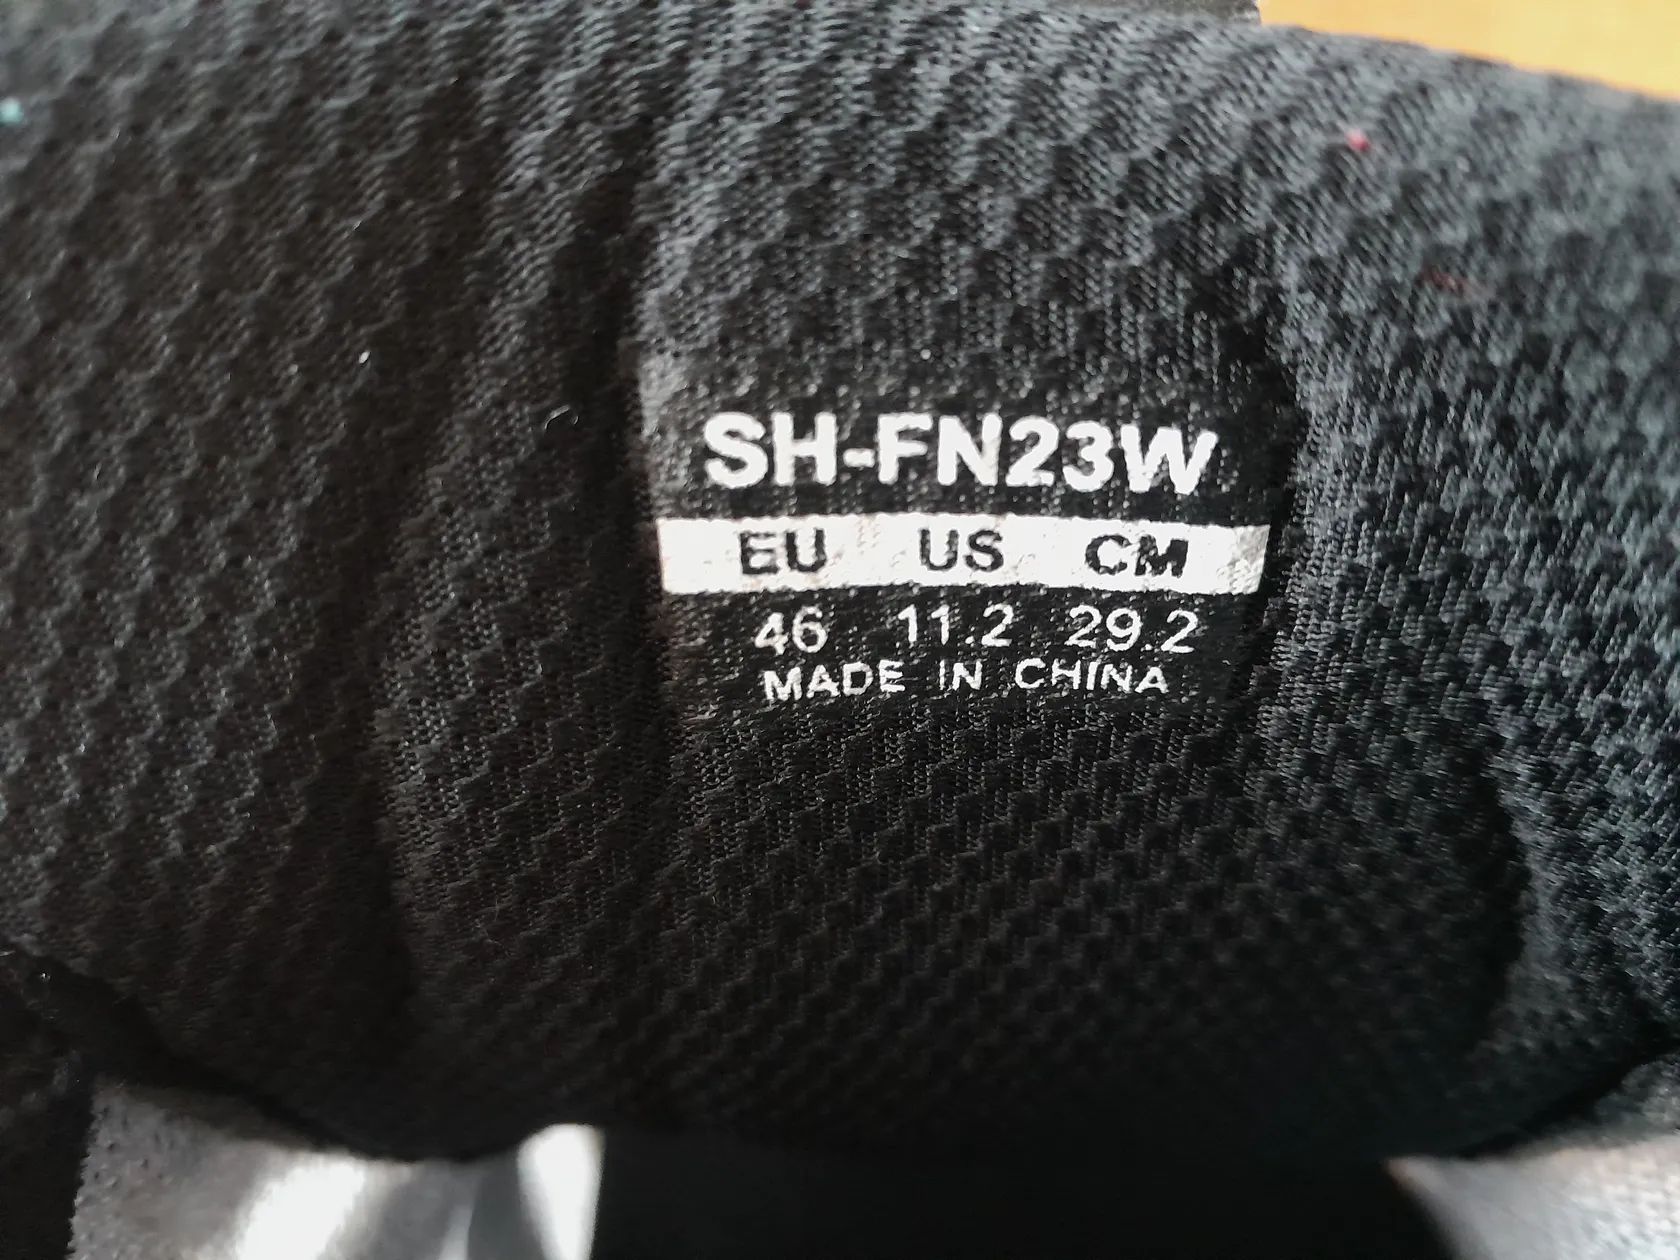 SH-FN23W
EU US CM
46 11.2 29.2
MADE IN CHINA